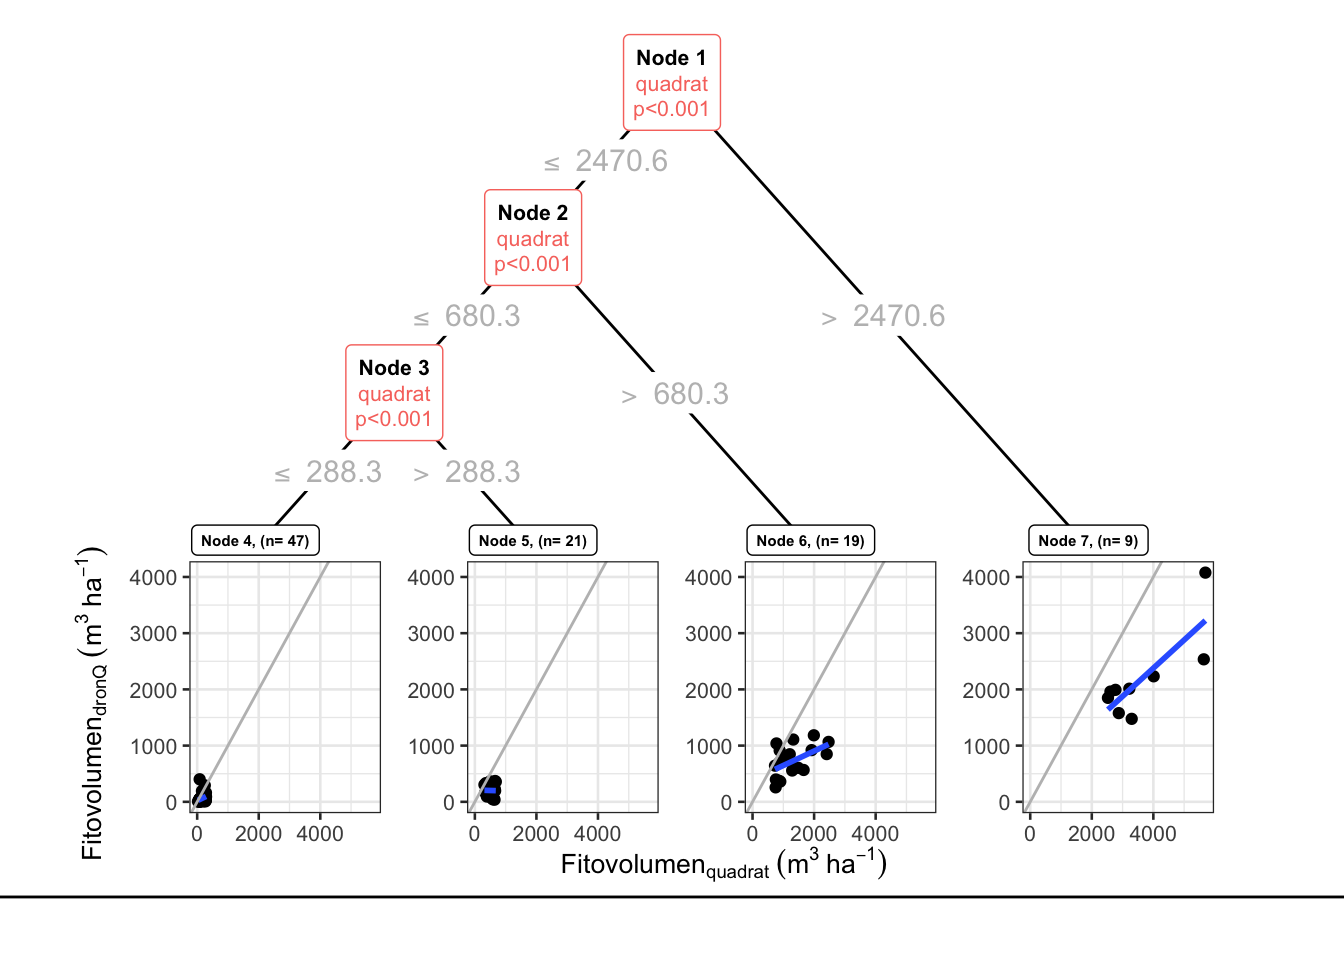 Node 1
quadrat
p<0.001
≤ 2470.6
Node 2
quadrat
p<0.001
≤ 680.3
> 2470.6
Node 3
quadrat
p<0.001
> 680.3
≤ 288.3
> 288.3
Node 4, (n= 47)
Node 5, (n= 21)
Node 6, (n= 19)
Node 7, (n= 9)
Fitovolumen_dronQ (m³ ha⁻¹)
4000
3000
2000
1000
0
0 2000 4000
4000
3000
2000
1000
0
0 2000 4000
4000
3000
2000
1000
0
0 2000 4000
4000
3000
2000
1000
0
0 2000 4000
Fitovolumen_quadrat (m³ ha⁻¹)